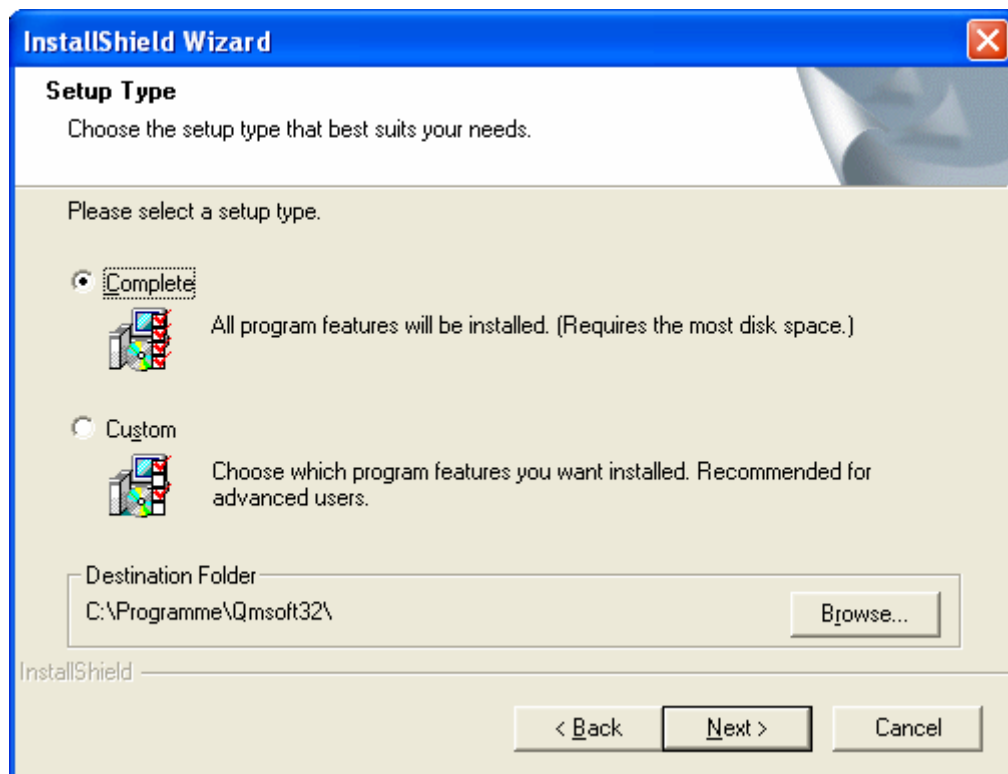 InstallShield Wizard
Setup Type
Choose the setup type that best suits your needs.
Please select a setup type.
Complete
All program features will be installed. (Requires the most disk space.)
Custom
Choose which program features you want installed. Recommended for
advanced users.
Destination Folder
C:\Programme\Qmsoft32\
Browse...
InstallShield
< Back
Next >
Cancel